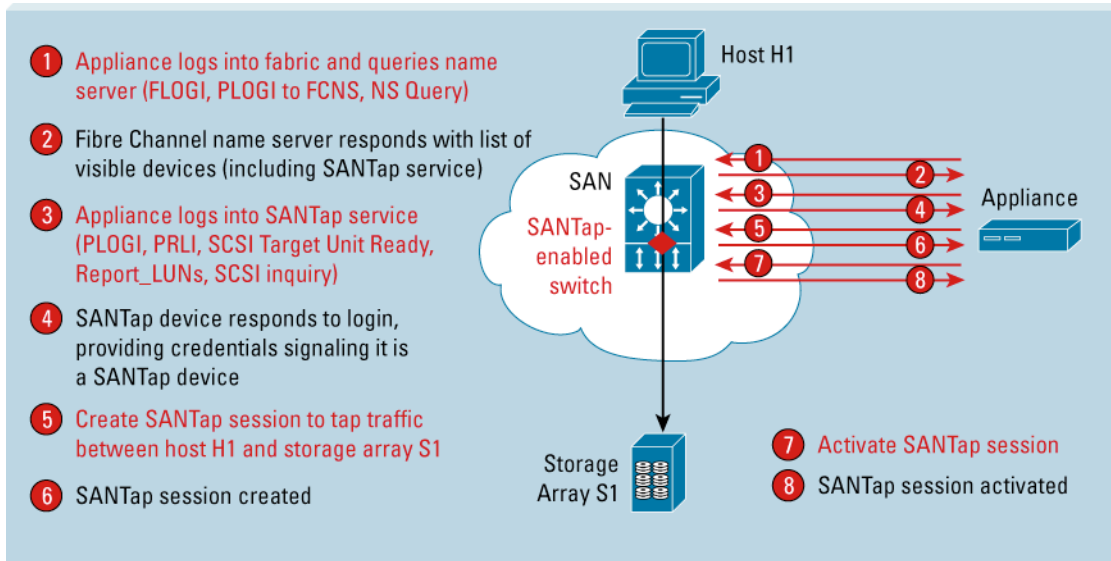 1 Appliance logs into fabric and queries name
server (FLOGI, PLOGI to FCNS, NS Query)
2 Fibre Channel name server responds with list of
visible devices (including SANTap service)
3 Appliance logs into SANTap service
(PLOGI, PRLI, SCSI Target Unit Ready,
Report_LUNs, SCSI inquiry)
4 SANTap device responds to login,
providing credentials signaling it is
a SANTap device
5 Create SANTap session to tap traffic
between host H1 and storage array S1
6 SANTap session created
Host H1
SAN
SANTap-
enabled
switch
1
2
3
4
5
6
7
8
Appliance
Storage
Array S1
7 Activate SANTap session
8 SANTap session activated